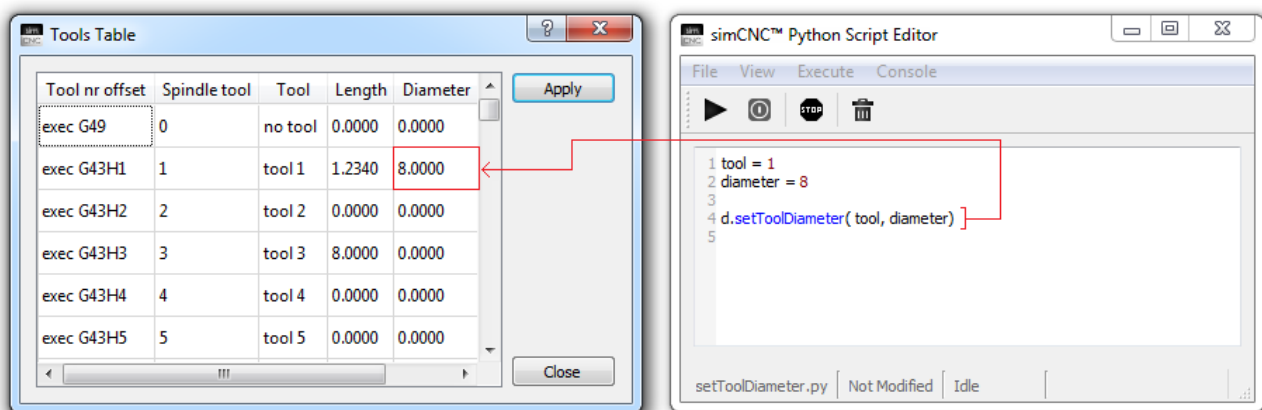 sim CNC Tools Table ?
Tool nr offset Spindle tool Tool Length Diameter
exec G49 0 no tool 0.0000 0.0000
exec G43H1 1 tool 1 1.2340 8.0000
exec G43H2 2 tool 2 0.0000 0.0000
exec G43H3 3 tool 3 8.0000 0.0000
exec G43H4 4 tool 4 0.0000 0.0000
exec G43H5 5 tool 5 0.0000 0.0000
Apply
Close
sim CNC simCNC™ Python Script Editor
File View Execute Console
STOP
1 tool = 1
2 diameter = 8
3
4 d.setToolDiameter( tool, diameter)
5
setToolDiameter.py Not Modified Idle